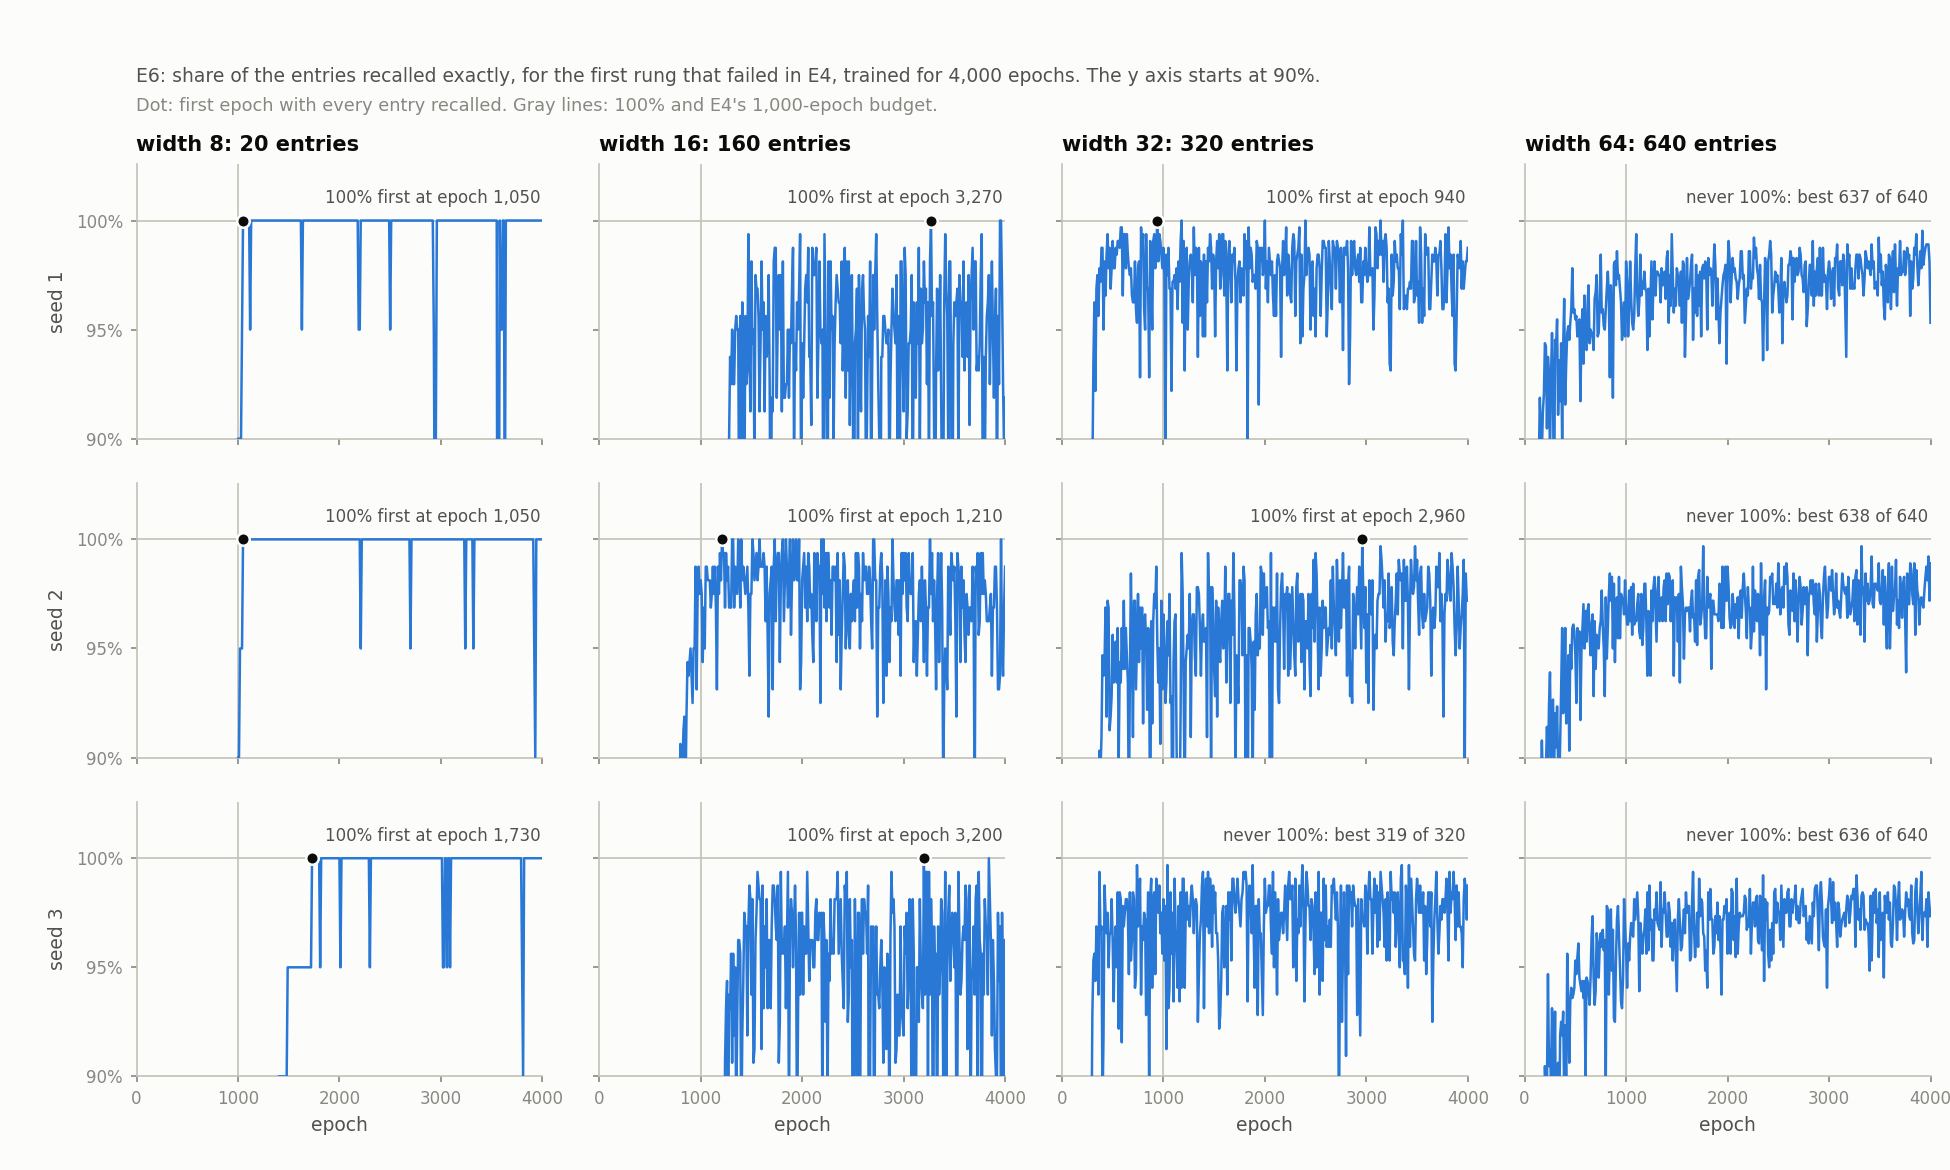 E6: share of the entries recalled exactly, for the first rung that failed in E4, trained for 4,000 epochs. The y axis starts at 90%.
Dot: first epoch with every entry recalled. Gray lines: 100% and E4's 1,000-epoch budget.
width 8: 20 entries
width 16: 160 entries
width 32: 320 entries
width 64: 640 entries
seed 1
100%
95%
90%
100% first at epoch 1,050
100% first at epoch 3,270
100% first at epoch 940
never 100%: best 637 of 640
seed 2
100%
95%
90%
100% first at epoch 1,050
100% first at epoch 1,210
100% first at epoch 2,960
never 100%: best 638 of 640
seed 3
100%
95%
90%
100% first at epoch 1,730
100% first at epoch 3,200
never 100%: best 319 of 320
never 100%: best 636 of 640
0 1000 2000 3000 4000
0 1000 2000 3000 4000
0 1000 2000 3000 4000
0 1000 2000 3000 4000
epoch
epoch
epoch
epoch